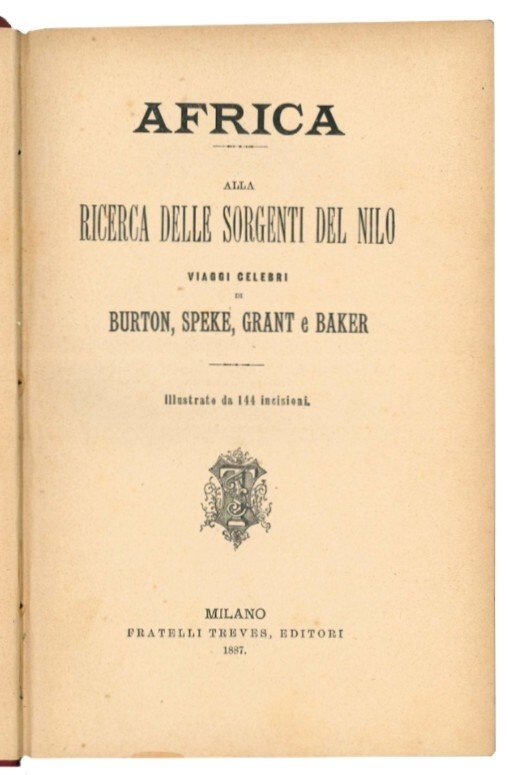 AFRICA
ALLA
RICERCA DELLE SORGENTI DEL NILO
VIAGGI CELEBRI
DI
BURTON, SPEKE, GRANT e BAKER
Illustrato da 144 incisioni.
MILANO
FRATELLI TREVES, EDITORI
1887.